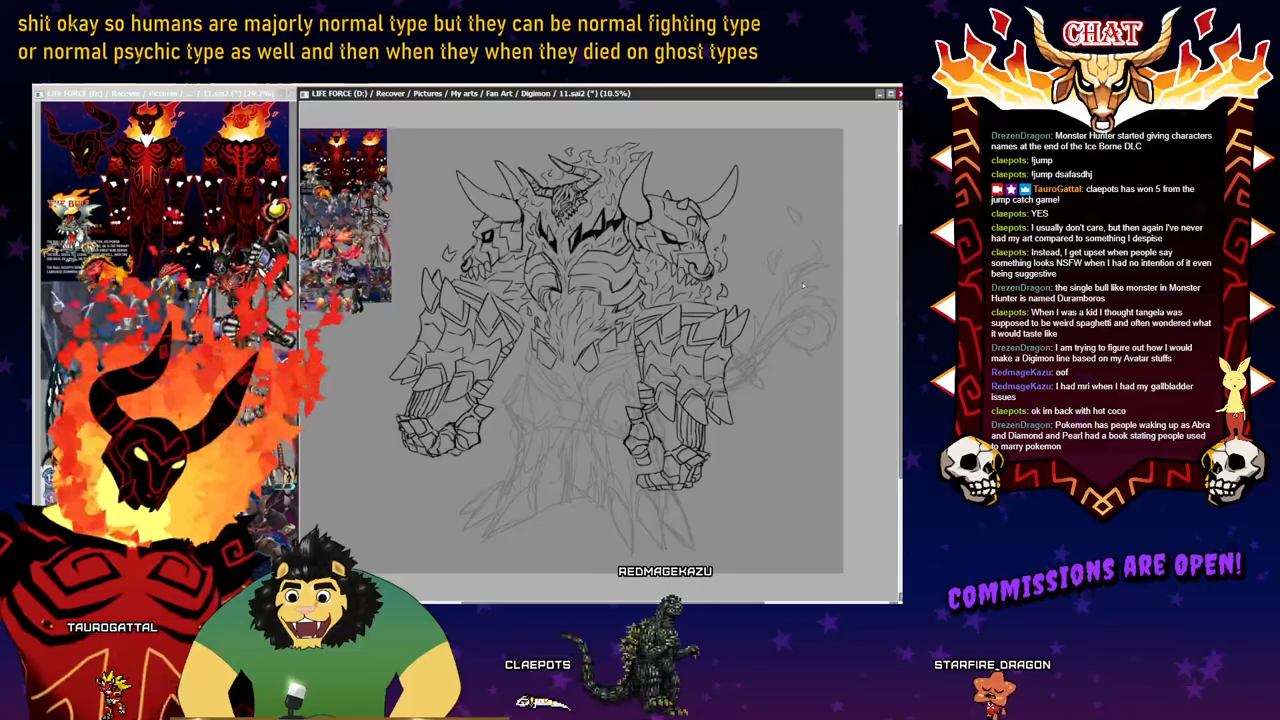 shit okay so humans are majorly normal type but they can be normal fighting type
or normal psychic type as well and then when they when they died on ghost types
LIFE FORCE (D:) / Recover / Pictures / My arts / Fan Art / Digimon / 11.sai2 (*) (10.5%)
CHAT
DrezenDragon: Monster Hunter started giving characters
names at the end of the Ice Borne DLC
claepots: !jump
claepots: !jump dsafasdhj
TauroGattal: claepots has won 5 from the
jump catch game!
claepots: YES
claepots: I usually don't care, but then again I've never
had my art compared to something I despise
claepots: Instead, I get upset when people say
something looks NSFW when I had no intention of it even
being suggestive
DrezenDragon: the single bull like monster in Monster
Hunter is named Duramboros
claepots: When I was a kid I thought tangela was
supposed to be weird spaghetti and often wondered what
it would taste like
DrezenDragon: I am trying to figure out how I would
make a Digimon line based on my Avatar stuffs
RedmageKazu: oof
RedmageKazu: I had mri when I had my gallbladder
issues
claepots: ok im back with hot coco
DrezenDragon: Pokemon has people waking up as Abra
and Diamond and Pearl had a book stating people used
to marry pokemon
COMMISSIONS ARE OPEN!
REDMAGEKAZU
TAUROGATTAL
CLAEPOTS
STARFIRE_DRAGON